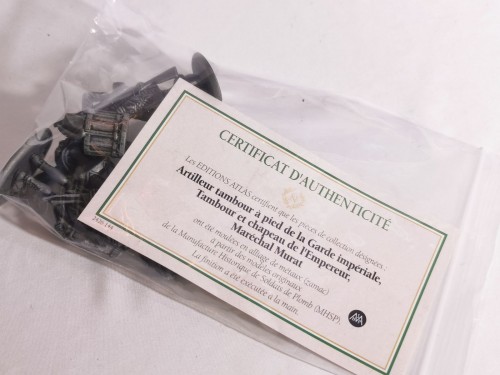 CERTIFICAT D'AUTHENTICITÉ
Les EDITIONS ATLAS certifient que les pièces de collection désignées :
Artilleur tambour à pied de la Garde impériale,
Tambour et chapeau de l'Empereur,
Maréchal Murat
ont été moulées en alliage de métaux (zamac)
à partir des modèles originaux
de la Manufacture Historique de Soldats de Plomb (MHSP).
La finition a été exécutée à la main.